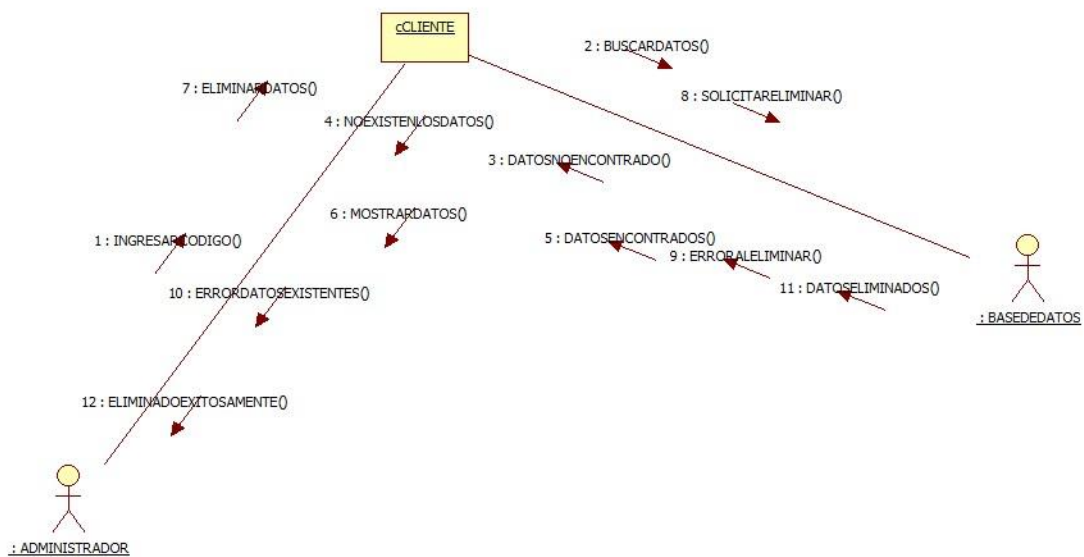 cCLIENTE
2 : BUSCARDATOS()
7 : ELIMINARDATOS()
8 : SOLICITARELIMINAR()
4 : NOEXISTENLOSDATOS()
3 : DATOSNOENCONTRADO()
6 : MOSTRARDATOS()
1 : INGRESARCODIGO()
5 : DATOSENCONTRADOS()
9 : ERRORALELIMINAR()
10 : ERRORDATOSEXISTENTES()
11 : DATOSELIMINADOS()
: BASEDEDATOS
12 : ELIMINADOEXITOSAMENTE()
: ADMINISTRADOR